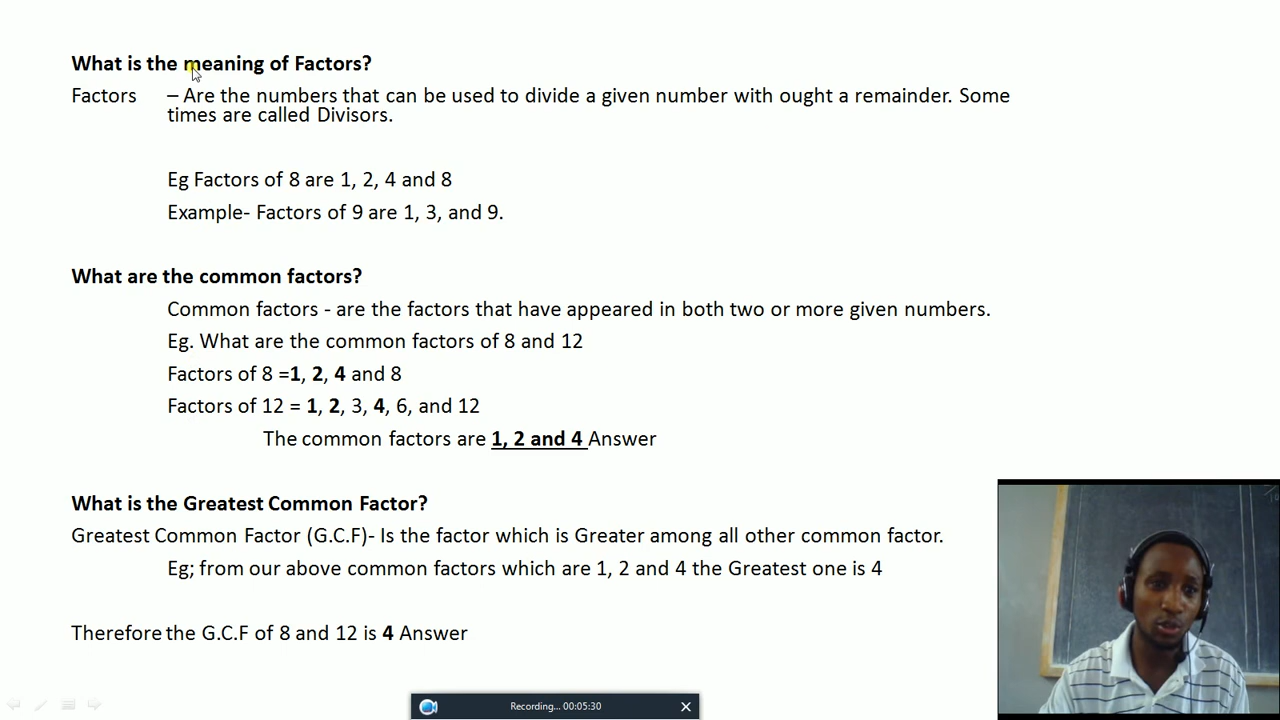 What is the meaning of Factors?
Factors – Are the numbers that can be used to divide a given number with ought a remainder. Some
times are called Divisors.
Eg Factors of 8 are 1, 2, 4 and 8
Example- Factors of 9 are 1, 3, and 9.
What are the common factors?
Common factors - are the factors that have appeared in both two or more given numbers.
Eg. What are the common factors of 8 and 12
Factors of 8 =1, 2, 4 and 8
Factors of 12 = 1, 2, 3, 4, 6, and 12
The common factors are 1, 2 and 4 Answer
What is the Greatest Common Factor?
Greatest Common Factor (G.C.F)- Is the factor which is Greater among all other common factor.
Eg; from our above common factors which are 1, 2 and 4 the Greatest one is 4
Therefore the G.C.F of 8 and 12 is 4 Answer
Recording... 00:05:30